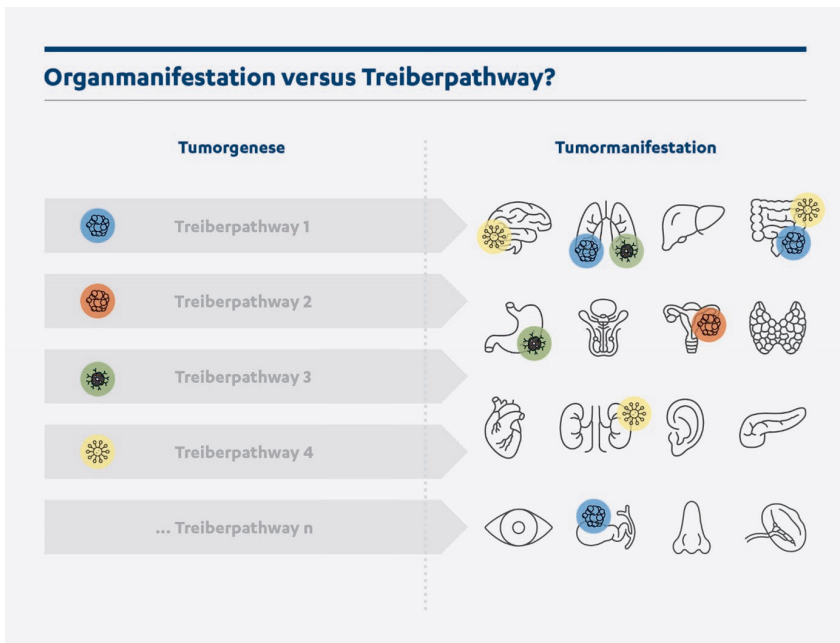 Organmanifestation versus Treiberpathway?
Tumorgenese
Tumormanifestation
Treiberpathway 1
Treiberpathway 2
Treiberpathway 3
Treiberpathway 4
... Treiberpathway n